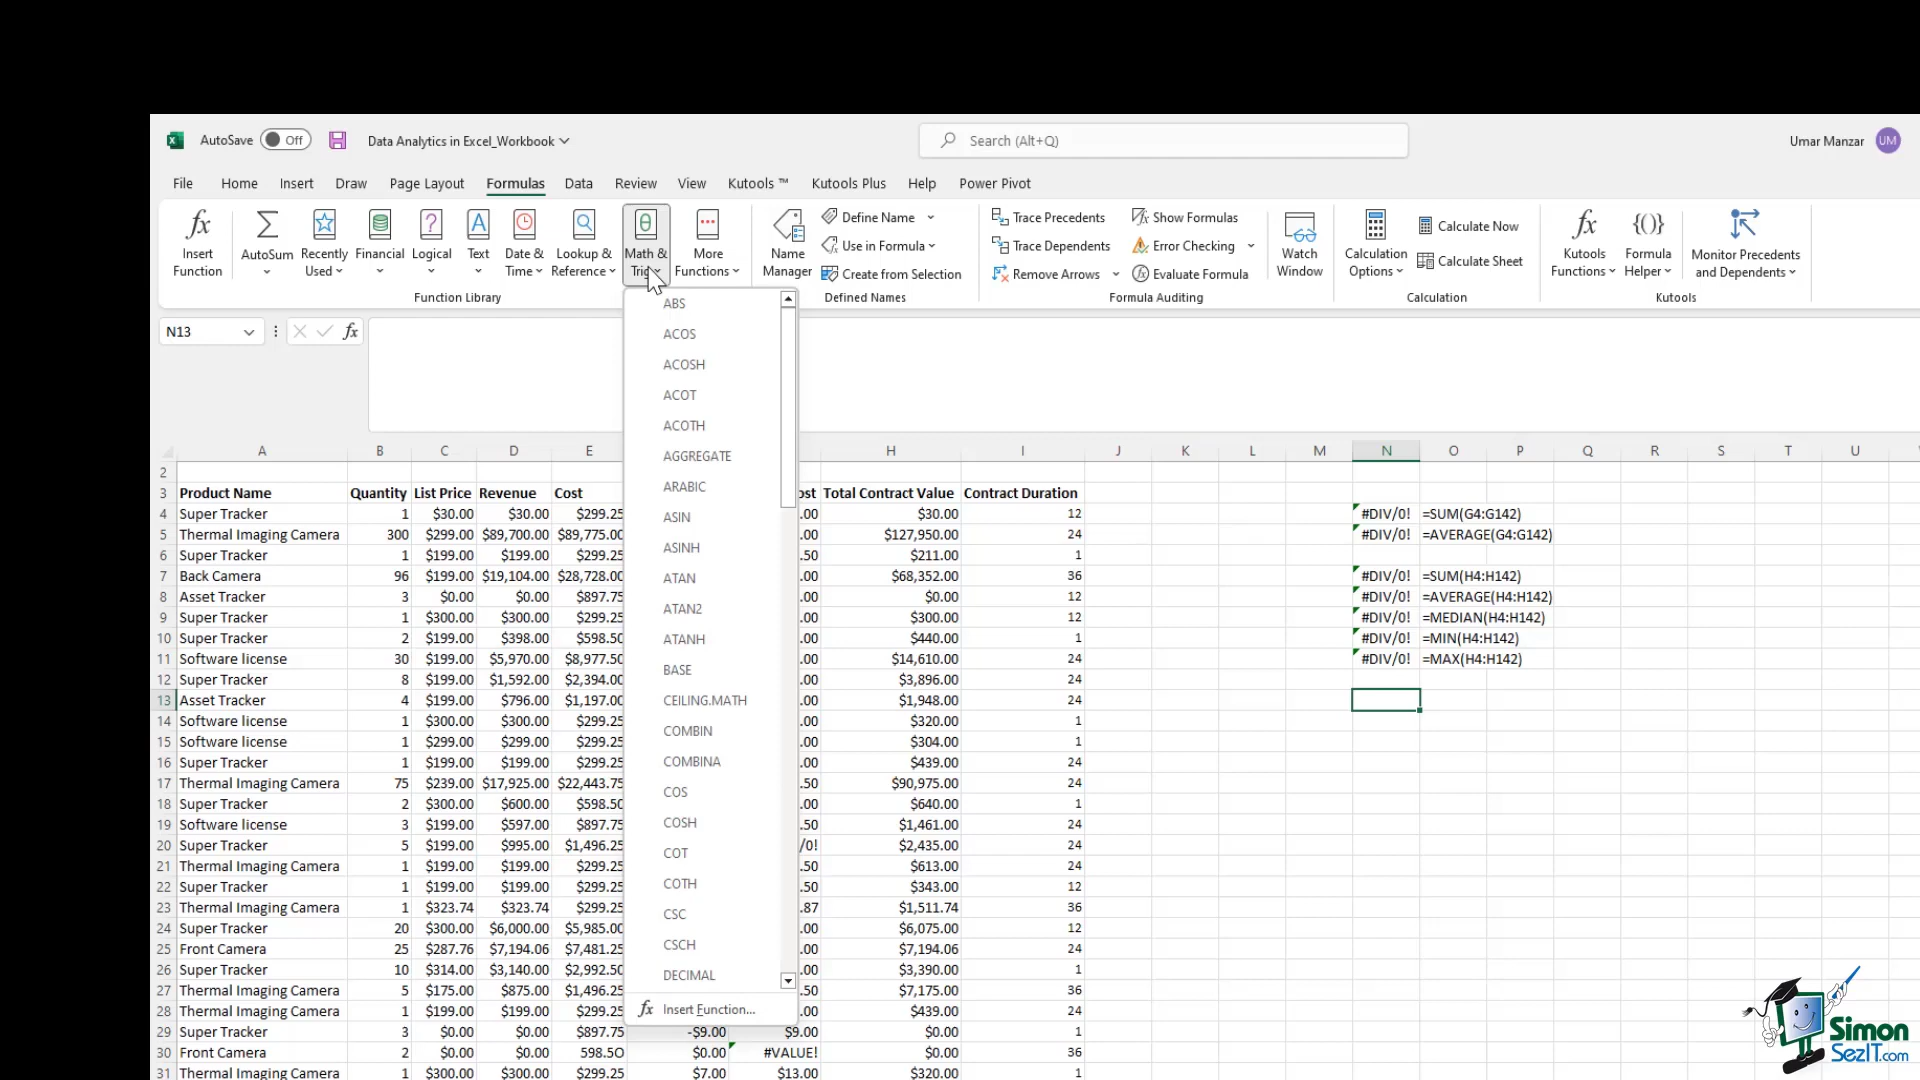 AutoSave Off Data Analytics in Excel_Workbook Search (Alt+Q) Umar Manzar UM
File Home Insert Draw Page Layout Formulas Data Review View Kutools ™ Kutools Plus Help Power Pivot
Insert Function
AutoSum
Recently Used
Financial
Logical
Text
Date & Time
Lookup & Reference
Math & Trig
More Functions
Function Library
Name Manager
Define Name
Use in Formula
Create from Selection
Defined Names
Trace Precedents
Trace Dependents
Remove Arrows
Show Formulas
Error Checking
Evaluate Formula
Formula Auditing
Watch Window
Calculation Options
Calculate Now
Calculate Sheet
Calculation
Kutools Functions
Formula Helper
Monitor Precedents and Dependents
Kutools
N13 fx
ABS
ACOS
ACOSH
ACOT
ACOTH
AGGREGATE
ARABIC
ASIN
ASINH
ATAN
ATAN2
ATANH
BASE
CEILING.MATH
COMBIN
COMBINA
COS
COSH
COT
COTH
CSC
CSCH
DECIMAL
fx Insert Function...
A B C D E H I J K L M N O P Q R S T U
2
3 Product Name Quantity List Price Revenue Cost ost Total Contract Value Contract Duration
4 Super Tracker 1 $30.00 $30.00 $299.25 .00 $30.00 12 #DIV/0! =SUM(G4:G142)
5 Thermal Imaging Camera 300 $299.00 $89,700.00 $89,775.00 .00 $127,950.00 24 #DIV/0! =AVERAGE(G4:G142)
6 Super Tracker 1 $199.00 $199.00 $299.25 .50 $211.00 1
7 Back Camera 96 $199.00 $19,104.00 $28,728.00 .00 $68,352.00 36 #DIV/0! =SUM(H4:H142)
8 Asset Tracker 3 $0.00 $0.00 $897.75 .00 $0.00 12 #DIV/0! =AVERAGE(H4:H142)
9 Super Tracker 1 $300.00 $300.00 $299.25 .00 $300.00 12 #DIV/0! =MEDIAN(H4:H142)
10 Super Tracker 2 $199.00 $398.00 $598.50 .00 $440.00 1 #DIV/0! =MIN(H4:H142)
11 Software license 30 $199.00 $5,970.00 $8,977.50 .00 $14,610.00 24 #DIV/0! =MAX(H4:H142)
12 Super Tracker 8 $199.00 $1,592.00 $2,394.00 .00 $3,896.00 24
13 Asset Tracker 4 $199.00 $796.00 $1,197.00 .00 $1,948.00 24
14 Software license 1 $300.00 $300.00 $299.25 .00 $320.00 1
15 Software license 1 $299.00 $299.00 $299.25 .00 $304.00 1
16 Super Tracker 1 $199.00 $199.00 $299.25 .00 $439.00 24
17 Thermal Imaging Camera 75 $239.00 $17,925.00 $22,443.75 .50 $90,975.00 24
18 Super Tracker 2 $300.00 $600.00 $598.50 .00 $640.00 1
19 Software license 3 $199.00 $597.00 $897.75 .50 $1,461.00 24
20 Super Tracker 5 $199.00 $995.00 $1,496.25 /0! $2,435.00 24
21 Thermal Imaging Camera 1 $199.00 $199.00 $299.25 .50 $613.00 24
22 Super Tracker 1 $199.00 $199.00 $299.25 .50 $343.00 12
23 Thermal Imaging Camera 1 $323.74 $323.74 $299.25 .87 $1,511.74 36
24 Super Tracker 20 $300.00 $6,000.00 $5,985.00 .00 $6,075.00 12
25 Front Camera 25 $287.76 $7,194.06 $7,481.25 .00 $7,194.06 24
26 Super Tracker 10 $314.00 $3,140.00 $2,992.50 .00 $3,390.00 1
27 Thermal Imaging Camera 5 $175.00 $875.00 $1,496.25 .50 $7,175.00 36
28 Thermal Imaging Camera 1 $199.00 $199.00 $299.25 .00 $439.00 24
29 Super Tracker 3 $0.00 $0.00 $897.75 -$9.00 $9.00 $0.00 1
30 Front Camera 2 $0.00 $0.00 598.5O $0.00 #VALUE! $0.00 36
31 Thermal Imaging Camera 1 $300.00 $300.00 $299.25 $7.00 $13.00 $320.00 1
Simon
SezIT.com